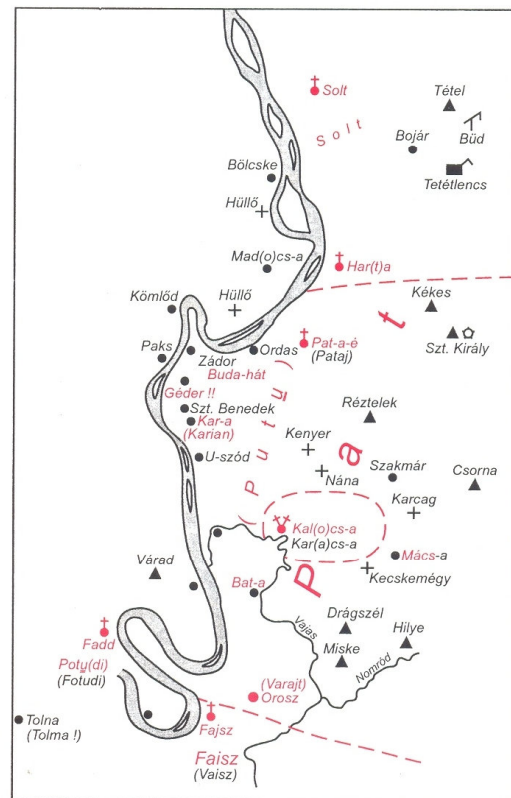 Solt
Solt
Tétel
Büd
Bojár
Tetétlencs
Bölcske
Hüllő
Mad(o)cs-a
Har(t)a
Kömlőd
Hüllő
Kékes
Szt. Király
Paks
Zádor
Ordas
Pat-a-é
(Pataj)
Buda-hát
Géder !!
Szt. Benedek
Kar-a
(Karian)
U-szód
Réztelek
Kenyer
Nána
Szakmár
Csorna
Karcag
(Putu)
Pat
Kal(o)cs-a
Kar(a)cs-a
Mács-a
Kecskemégy
Várad
Bat-a
Vajas
Drágszél
Miske
Hilye
Nomród
Fadd
Potu(di)
(Fotudi)
(Varajt)
Orosz
Tolna
(Tolma !)
Fajsz
Faisz
(Vaisz)